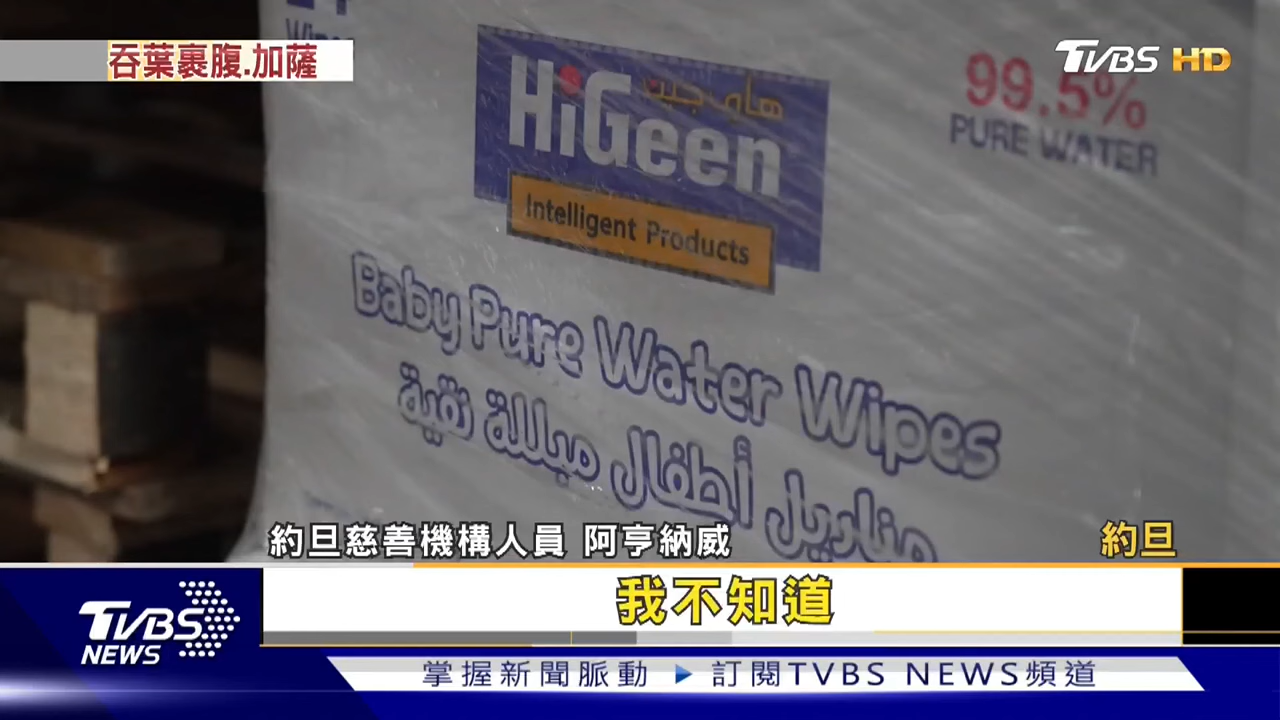 吞葉裹腹.加薩
TVBS HD
هاي جين
HiGeen
Intelligent Products
99.5%
PURE WATER
Baby Pure Water Wipes
مناديل أطفال مبللة نقية
約旦慈善機構人員 阿亨納威
約旦
我不知道
TVBS
NEWS
掌握新聞脈動 ▶ 訂閱TVBS NEWS頻道